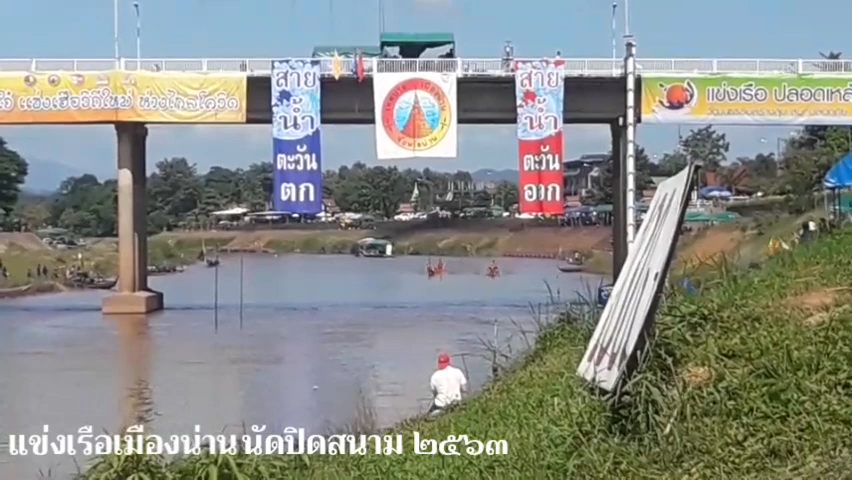 แข่งเรือวิถีใหม่ ห่างไกลโควิด
สาย
น้ำ
ตะวัน
ตก
สาย
น้ำ
ตะวัน
ออก
แข่งเรือ ปลอดเหล้
แข่งเรือเมืองน่าน นัดปิดสนาม ๒๕๖๓